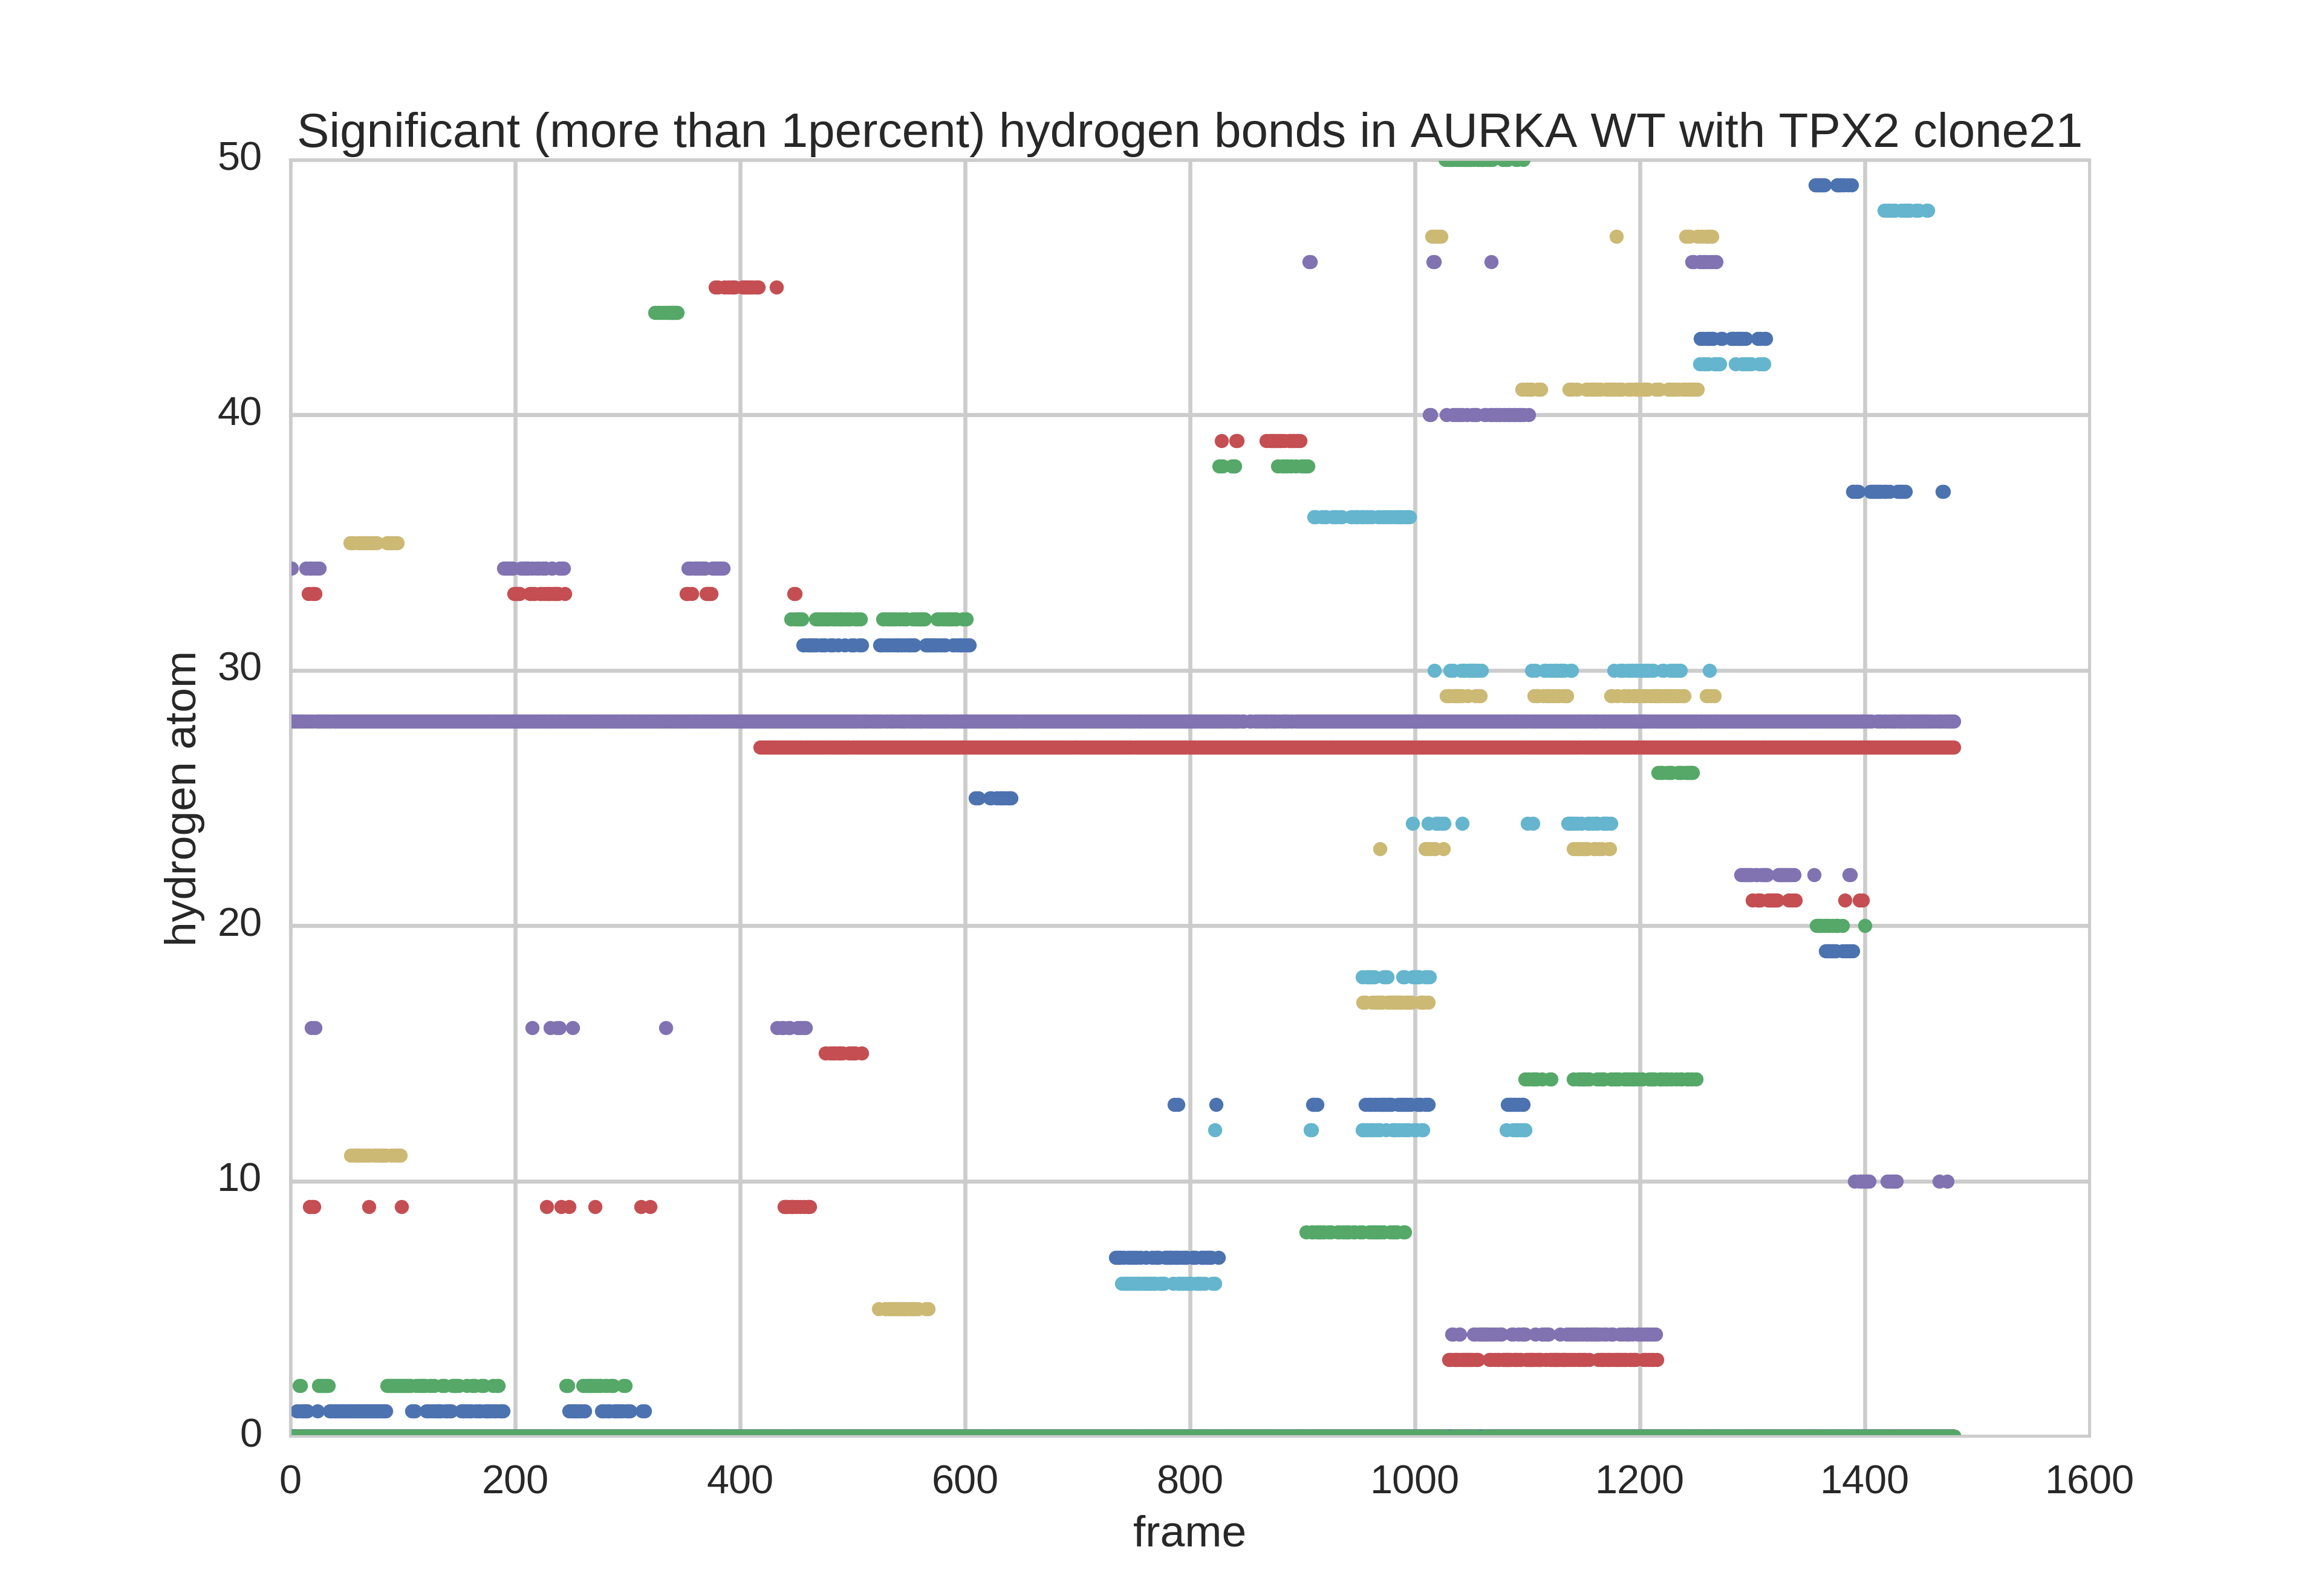 Significant (more than 1percent) hydrogen bonds in AURKA WT with TPX2 clone21
50
40
30
20
10
0
hydrogen atom
0 200 400 600 800 1000 1200 1400 1600
frame